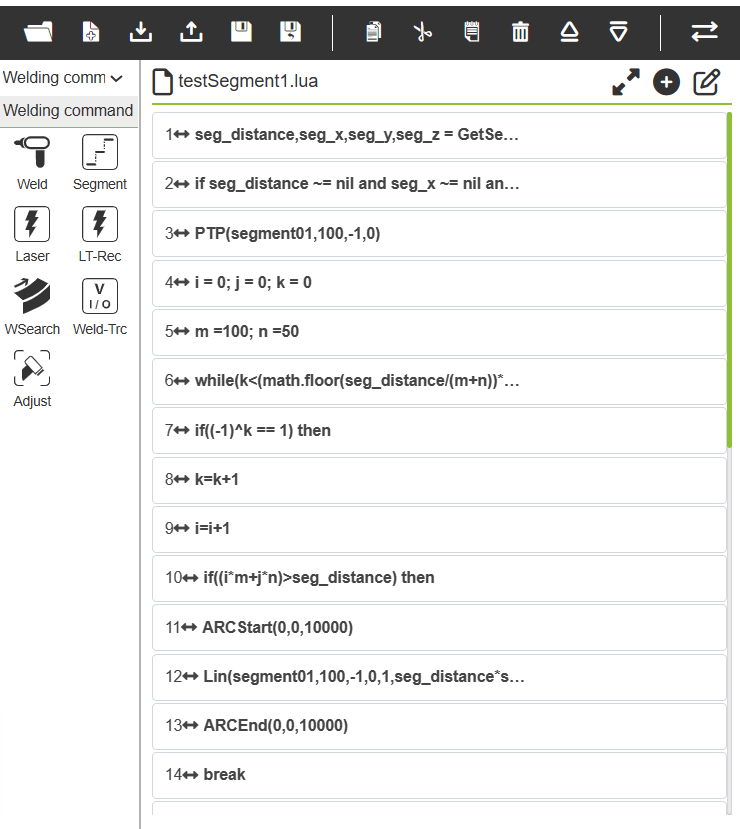 Welding comm
testSegment1.lua
Welding command
Weld
Segment
Laser
LT-Rec
WSearch
V
I/O
Weld-Trc
Adjust
1 seg_distance,seg_x,seg_y,seg_z = GetSe...
2 if seg_distance ~= nil and seg_x ~= nil an...
3 PTP(segment01,100,-1,0)
4 i = 0; j = 0; k = 0
5 m =100; n =50
6 while(k<(math.floor(seg_distance/(m+n))*...
7 if((-1)^k == 1) then
8 k=k+1
9 i=i+1
10 if((i*m+j*n)>seg_distance) then
11 ARCStart(0,0,10000)
12 Lin(segment01,100,-1,0,1,seg_distance*s...
13 ARCEnd(0,0,10000)
14 break